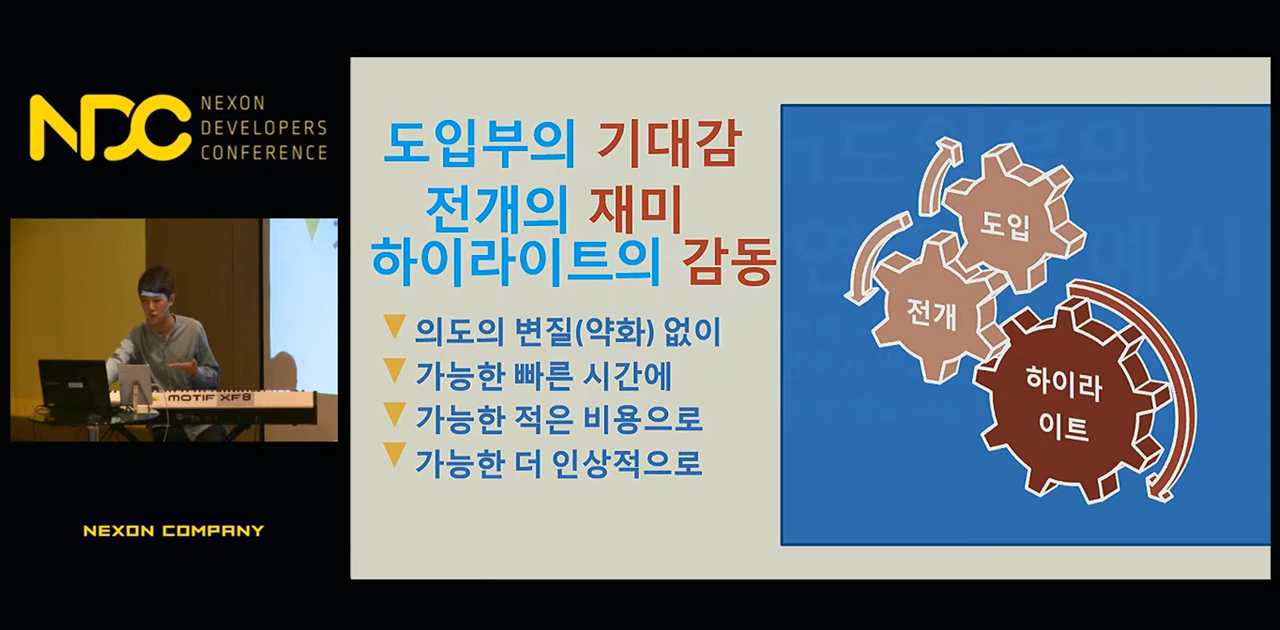 NDC
NEXON
DEVELOPERS
CONFERENCE
MOTIF XF8
NEXON COMPANY
도입부의 기대감
전개의 재미
하이라이트의 감동
의도의 변질(약화) 없이
가능한 빠른 시간에
가능한 적은 비용으로
가능한 더 인상적으로
도입
전개
하이라
이트